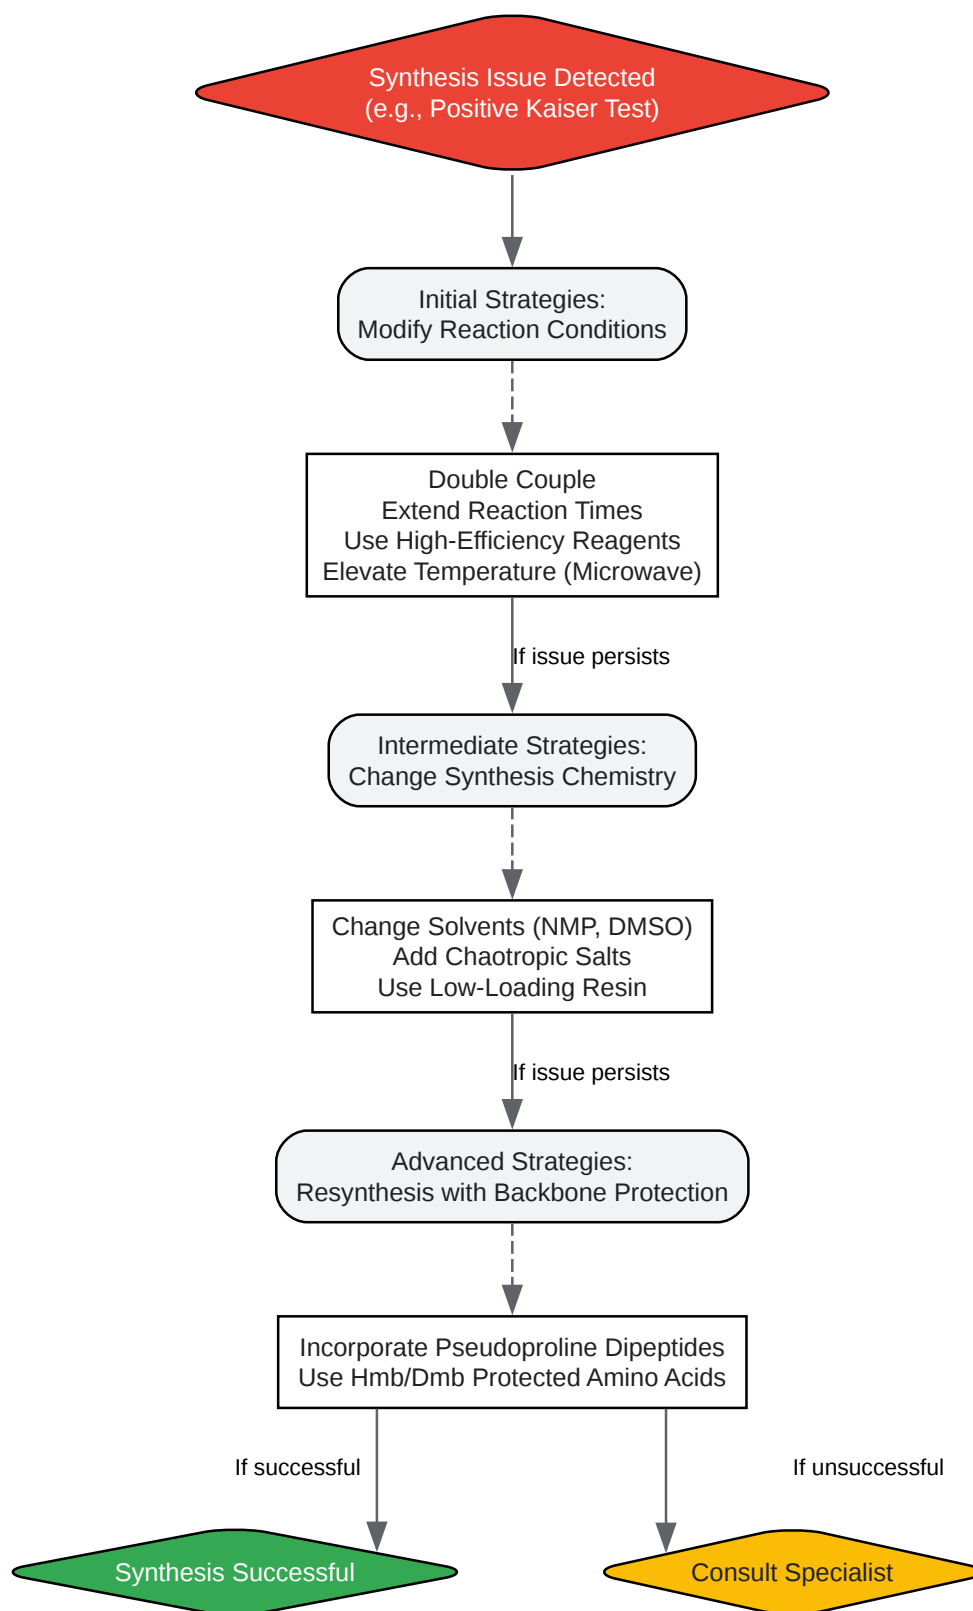 Synthesis Issue Detected
(e.g., Positive Kaiser Test)
Initial Strategies:
Modify Reaction Conditions
Double Couple
Extend Reaction Times
Use High-Efficiency Reagents
Elevate Temperature (Microwave)
If issue persists
Intermediate Strategies:
Change Synthesis Chemistry
Change Solvents (NMP, DMSO)
Add Chaotropic Salts
Use Low-Loading Resin
If issue persists
Advanced Strategies:
Resynthesis with Backbone Protection
Incorporate Pseudoproline Dipeptides
Use Hmb/Dmb Protected Amino Acids
If successful
If unsuccessful
Synthesis Successful
Consult Specialist